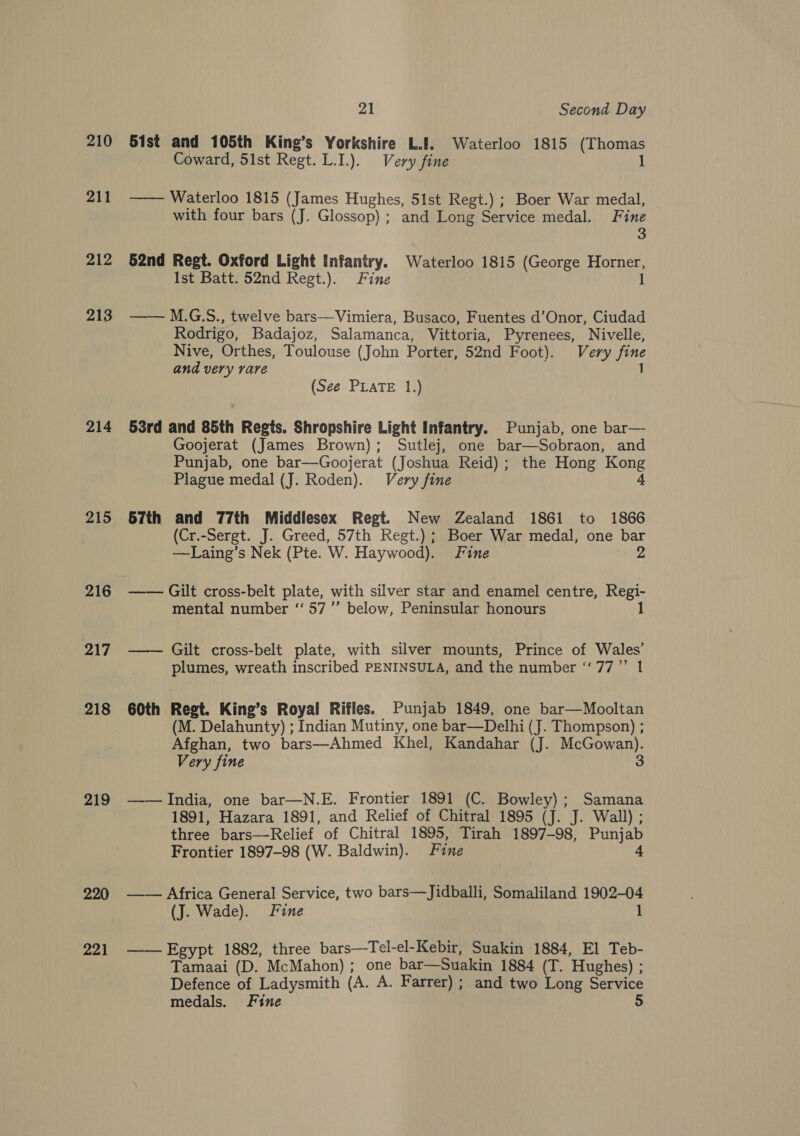 21 Second Day
210 51st and 105th King's Yorkshire L.I. Waterloo 1815 (Thomas
Coward, 51st Regt. L.I.). Very fine 1
211 —— Waterloo 1815 (James Hughes, 51st Regt.) ; Boer War medal,
with four bars (J. Glossop) ; and Long Service medal. Fine
3
212 52nd Regt. Oxford Light Infantry. Waterloo 1815 (George Horner,
1st Batt. 52nd Regt.). Fine 1
213 —— M.G.S., twelve bars—Vimiera, Busaco, Fuentes d'Onor, Ciudad
Rodrigo, Badajoz, Salamanca, Vittoria, Pyrenees, Nivelle,
Nive, Orthes, Toulouse (John Porter, 52nd Foot). Very fine
and very rare 1
(See PLATE 1.)
214 53rd and 85th Regts. Shropshire Light Infantry. Punjab, one bar—
Goojerat (James Brown) ; Sutlej, one bar—Sobraon, and
Punjab, one bar—Goojerat (Joshua Reid) ; the Hong Kong
Plague medal (J. Roden). Very fine 4
215 57th and 77th Middlesex Regt. New Zealand 1861 to 1866
(Cr.-Sergt. J. Greed, 57th Regt.) ; Boer War medal, one bar
—Laing's Nek (Pte. W. Haywood). Fine 2
216 —— Gilt cross-belt plate, with silver star and enamel centre, Regi-
mental number “ 57 ” below, Peninsular honours 1
217 —— Gilt cross-belt plate, with silver mounts, Prince of Wales'
plumes, wreath inscribed PENINSULA, and the number “ 77 ” 1
218 60th Regt. King's Royal Rifles. Punjab 1849, one bar—Mooltan
(M. Delahunty) ; Indian Mutiny, one bar—Delhi (J. Thompson) ;
Afghan, two bars—Ahmed Khel, Kandahar (J. McGowan).
Very fine 3
219 —— India, one bar—N.E. Frontier 1891 (C. Bowley) ; Samana
1891, Hazara 1891, and Relief of Chitral 1895 (J. J. Wall) ;
three bars—Relief of Chitral 1895, Tirah 1897–98, Punjab
Frontier 1897–98 (W. Baldwin). Fine 4
220 —— Africa General Service, two bars—Jidballi, Somaliland 1902–04
(J. Wade). Fine 1
221 —— Egypt 1882, three bars—Tel-el-Kebir, Suakin 1884, El Teb-
Tamaai (D. McMahon) ; one bar—Suakin 1884 (T. Hughes) ;
Defence of Ladysmith (A. A. Farrer) ; and two Long Service
medals. Fine 5